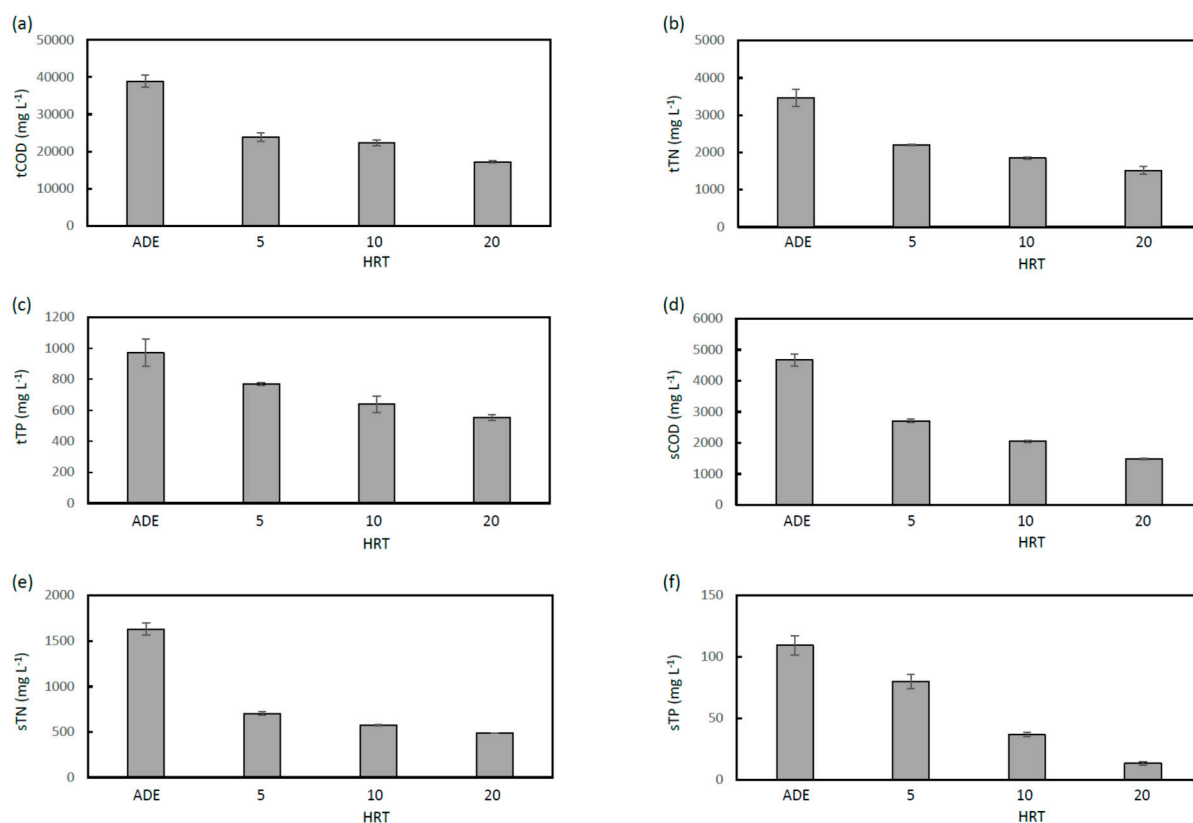 (a)
50000
40000
30000
20000
10000
0
tCOD (mg L⁻¹)
ADE 5 10 20
HRT
(b)
5000
4000
3000
2000
1000
0
tTN (mg L⁻¹)
ADE 5 10 20
HRT
(c)
1200
1000
800
600
400
200
0
tTP (mg L⁻¹)
ADE 5 10 20
HRT
(d)
6000
5000
4000
3000
2000
1000
0
sCOD (mg L⁻¹)
ADE 5 10 20
HRT
(e)
2000
1500
1000
500
0
sTN (mg L⁻¹)
ADE 5 10 20
HRT
(f)
150
100
50
0
sTP (mg L⁻¹)
ADE 5 10 20
HRT